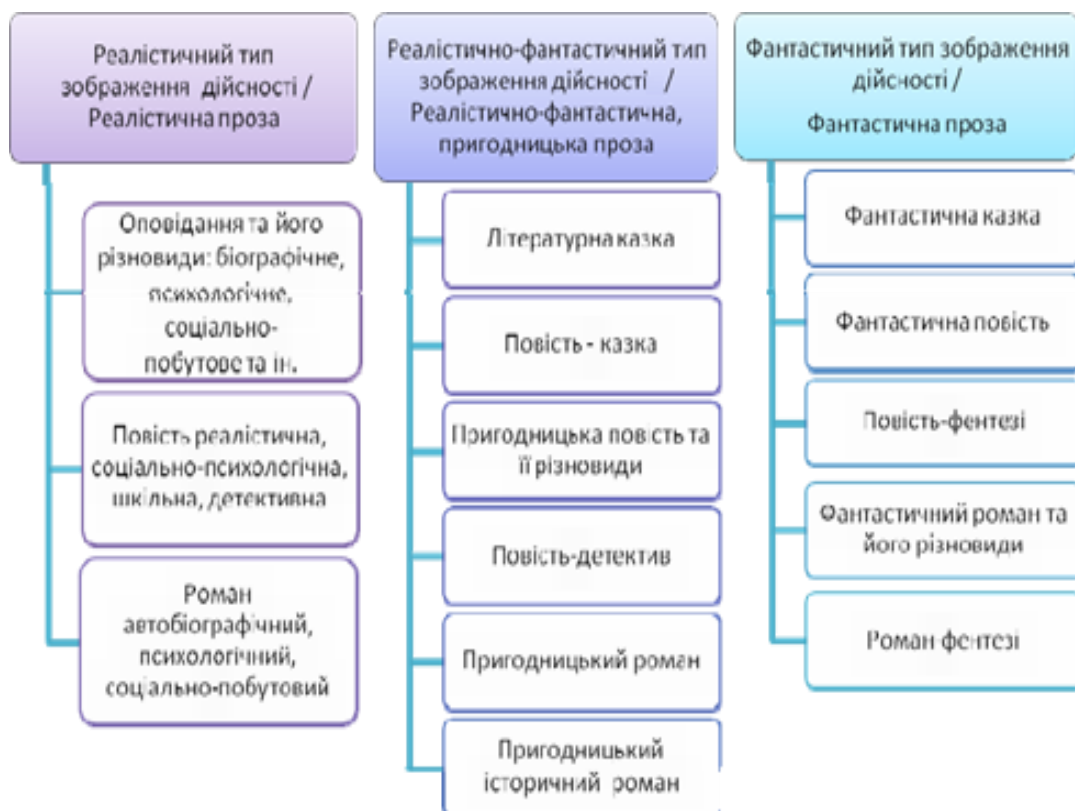 Реалістичний тип
зображення дійсності /
Реалістична проза
Оповідання та його
різновиди: біографічне,
психологічне,
соціально-
побутове та ін.
Повість реалістична,
соціально-психологічна,
шкільна, детективна
Роман
автобіографічний,
психологічний,
соціально-побутовий
Реалістично-фантастичний тип
зображення дійсності /
Реалістично-фантастична,
пригодницька проза
Літературна казка
Повість - казка
Пригодницька повість та
її різновиди
Повість-детектив
Пригодницький роман
Пригодницький
історичний роман
Фантастичний тип зображення
дійсності /
Фантастична проза
Фантастична казка
Фантастична повість
Повість-фентезі
Фантастичний роман та
його різновиди
Роман фентезі